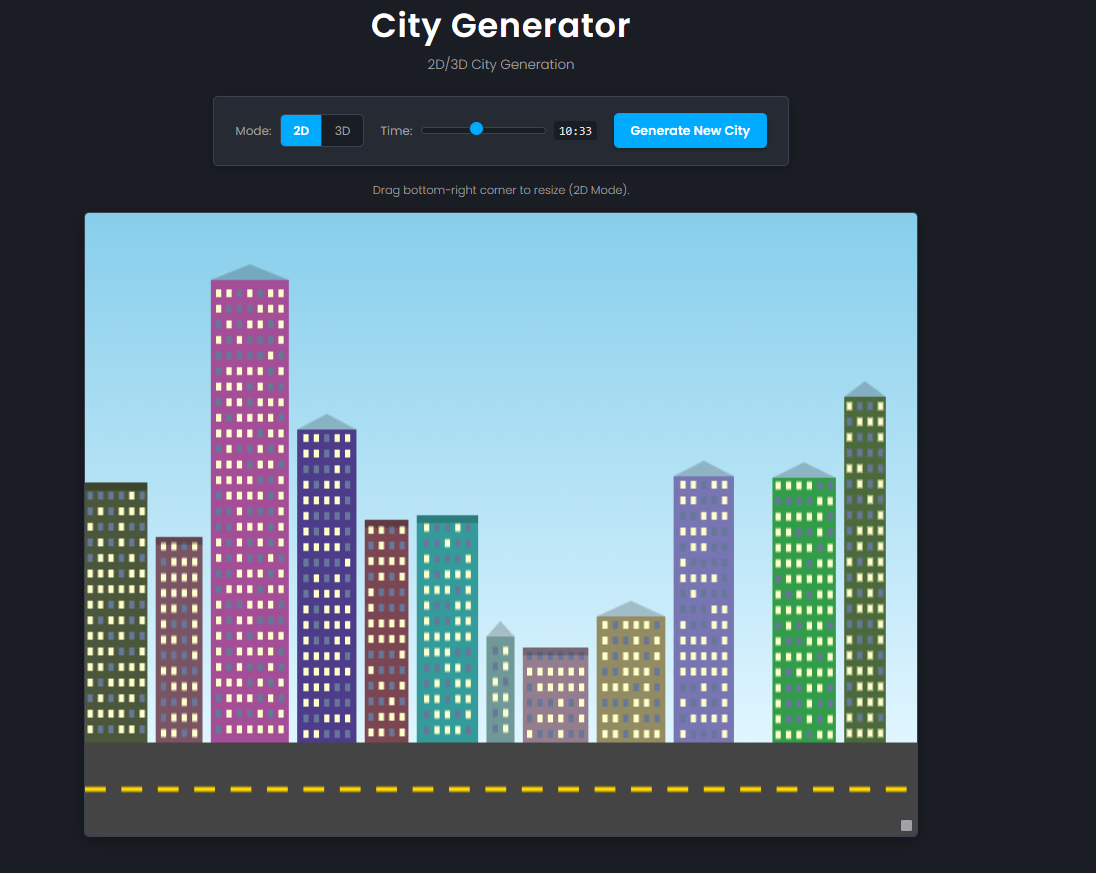 City Generator
2D/3D City Generation
Mode: 2D 3D Time: 10:33 Generate New City
Drag bottom-right corner to resize (2D Mode).